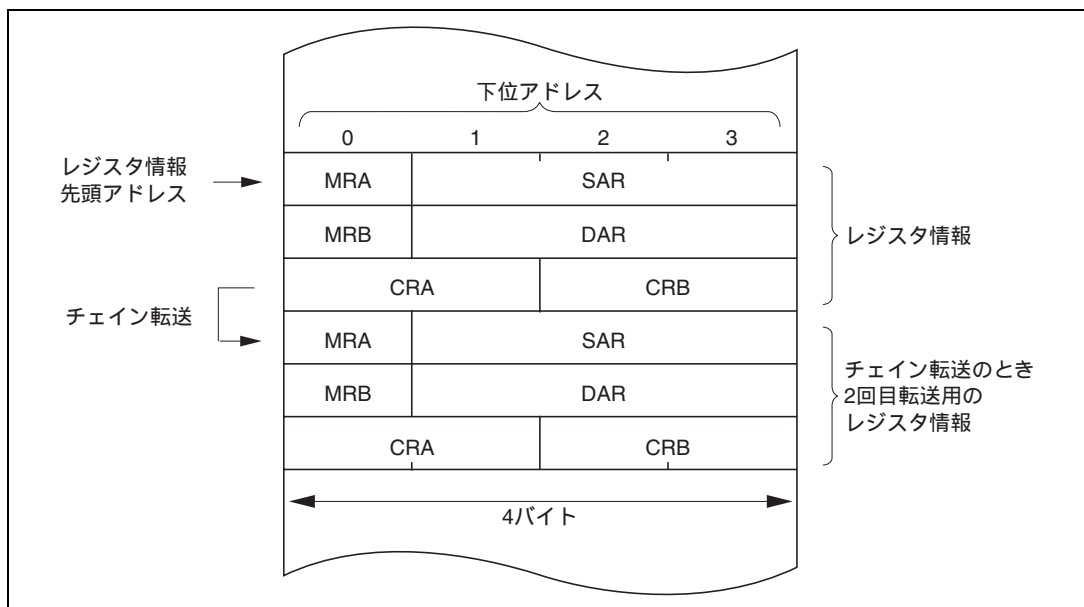 下位アドレス
0 1 2 3
レジスタ情報
先頭アドレス
MRA SAR
MRB DAR
レジスタ情報
CRA CRB
チェイン転送
MRA SAR
MRB DAR
チェイン転送のとき
2回目転送用の
レジスタ情報
CRA CRB
4バイト